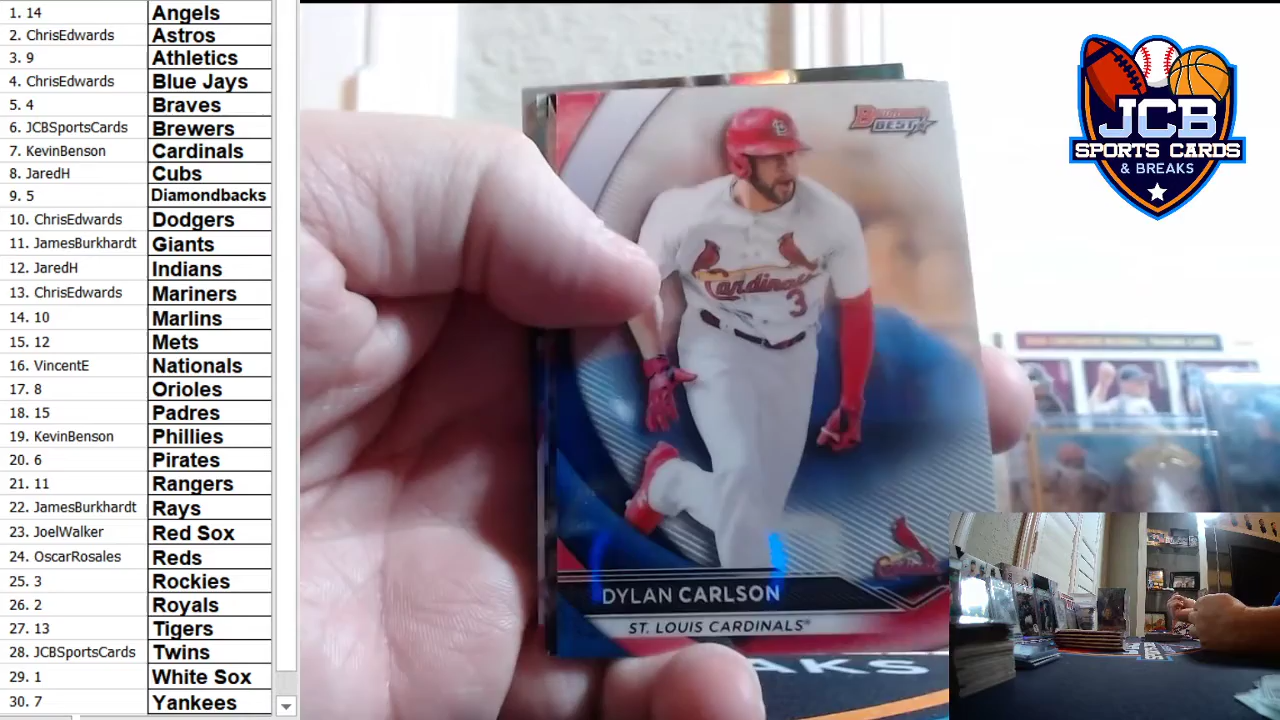 1. 14 Angels
2. ChrisEdwards Astros
3. 9 Athletics
4. ChrisEdwards Blue Jays
5. 4 Braves
6. JCBSportsCards Brewers
7. KevinBenson Cardinals
8. JaredH Cubs
9. 5 Diamondbacks
10. ChrisEdwards Dodgers
11. JamesBurkhardt Giants
12. JaredH Indians
13. ChrisEdwards Mariners
14. 10 Marlins
15. 12 Mets
16. VincentE Nationals
17. 8 Orioles
18. 15 Padres
19. KevinBenson Phillies
20. 6 Pirates
21. 11 Rangers
22. JamesBurkhardt Rays
23. JoelWalker Red Sox
24. OscarRosales Reds
25. 3 Rockies
26. 2 Royals
27. 13 Tigers
28. JCBSportsCards Twins
29. 1 White Sox
30. 7 Yankees
BEST
Cardinals
3
DYLAN CARLSON
ST. LOUIS CARDINALS®
JCB
SPORTS CARDS
& BREAKS